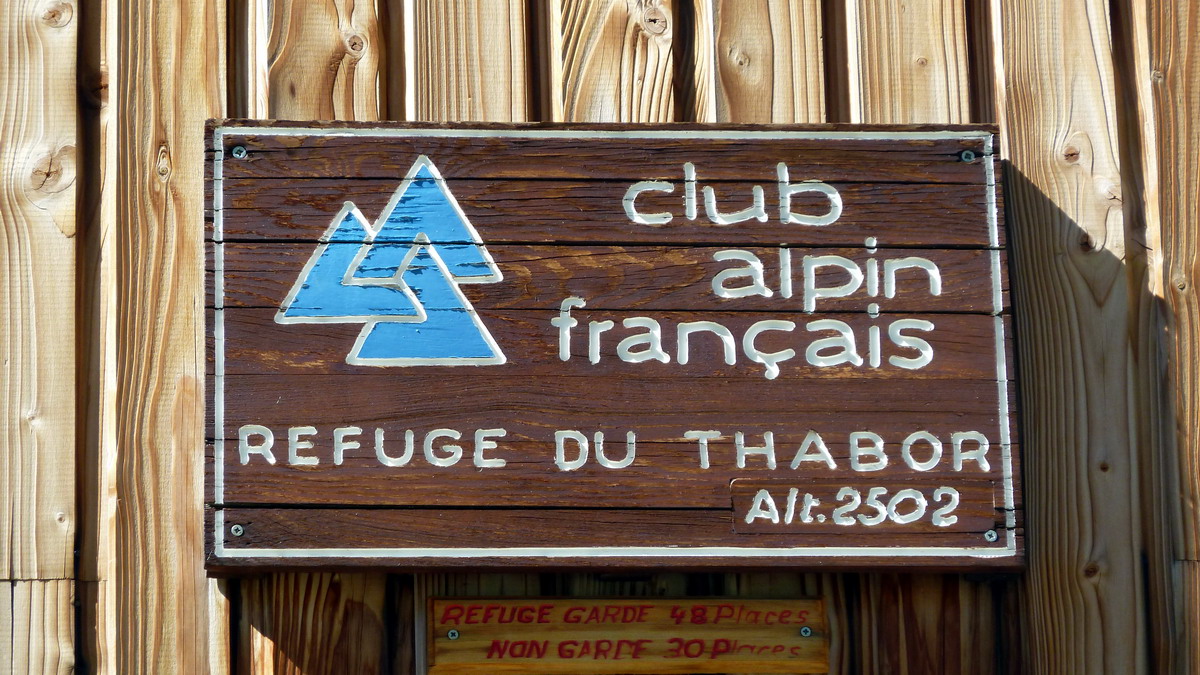 club
alpin
français
REFUGE DU THABOR
Alt. 2502
REFUGE GARDE 48 Places
NON GARDE 30 Places